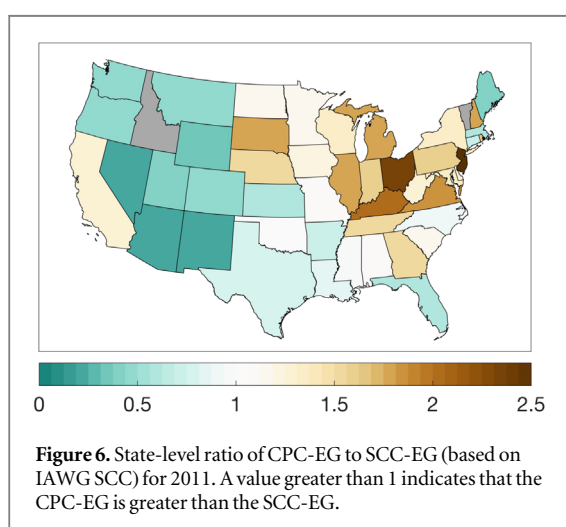 0 0.5 1 1.5 2 2.5
Figure 6. State-level ratio of CPC-EG to SCC-EG (based on
IAWG SCC) for 2011. A value greater than 1 indicates that the
CPC-EG is greater than the SCC-EG.